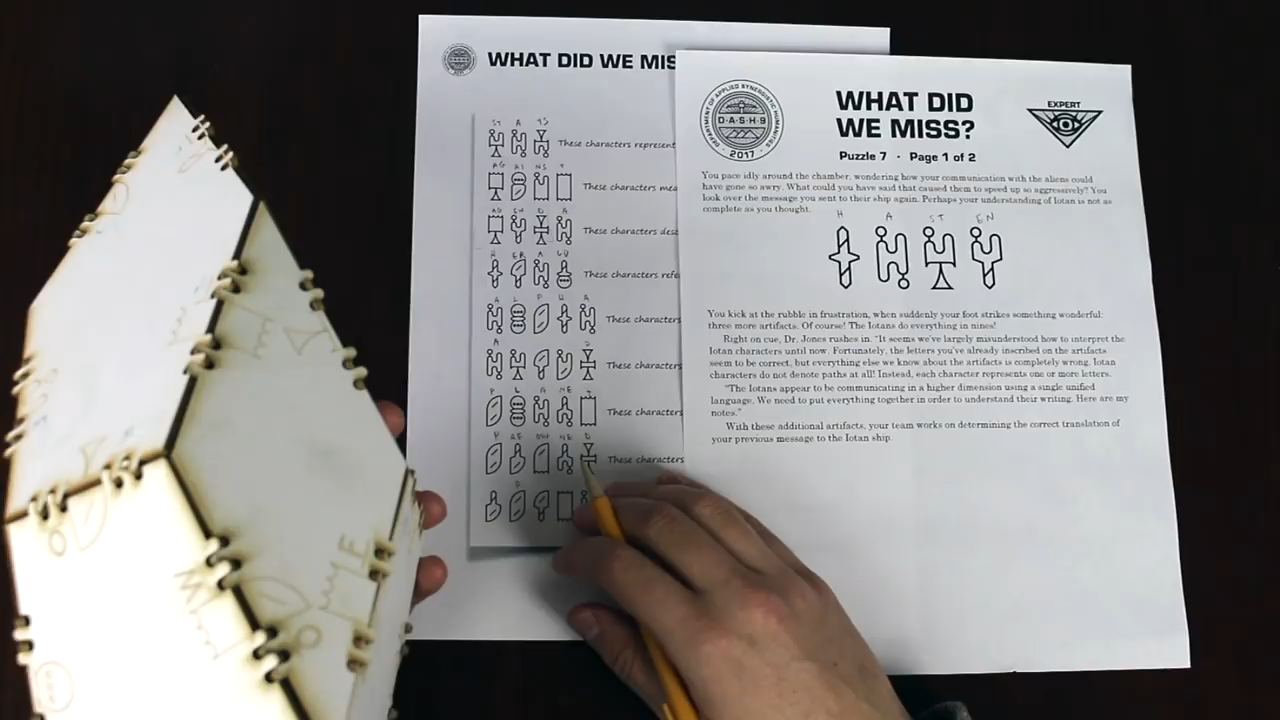 WHAT DID WE MIS
ST A TS
These characters represent
These characters mea
These characters desc
These characters refe
These characters
These characters
These characters
These characters
DEPARTMENT OF APPLIED SYNERGISTIC HUMANITIES
D·A·S·H·9
2017
WHAT DID
WE MISS?
EXPERT
Puzzle 7 · Page 1 of 2
You pace idly around the chamber, wondering how your communication with the aliens could
have gone so awry. What could you have said that caused them to speed up so aggressively? You
look over the message you sent to their ship again. Perhaps your understanding of Iotan is not as
complete as you thought.
H A ST EN
You kick at the rubble in frustration, when suddenly your foot strikes something wonderful:
three more artifacts. Of course! The Iotans do everything in nines!
Right on cue, Dr. Jones rushes in. "It seems we've largely misunderstood how to interpret the
Iotan characters until now. Fortunately, the letters you've already inscribed on the artifacts
seem to be correct, but everything else we know about the artifacts is completely wrong. Iotan
characters do not denote paths at all! Instead, each character represents one or more letters.
"The Iotans appear to be communicating in a higher dimension using a single unified
language. We need to put everything together in order to understand their writing. Here are my
notes."
With these additional artifacts, your team works on determining the correct translation of
your previous message to the Iotan ship.
W
E